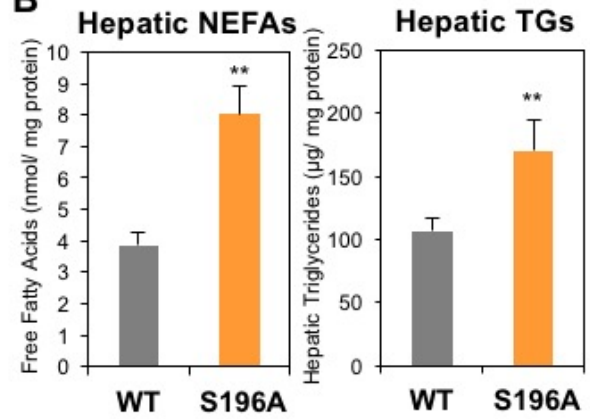 B
Hepatic NEFAs
Free Fatty Acids (nmol/ mg protein)
10
9
8
7
6
5
4
3
2
1
0
**
WT
S196A
Hepatic TGs
Hepatic Triglycerides (µg/ mg protein)
250
200
150
100
50
0
**
WT
S196A